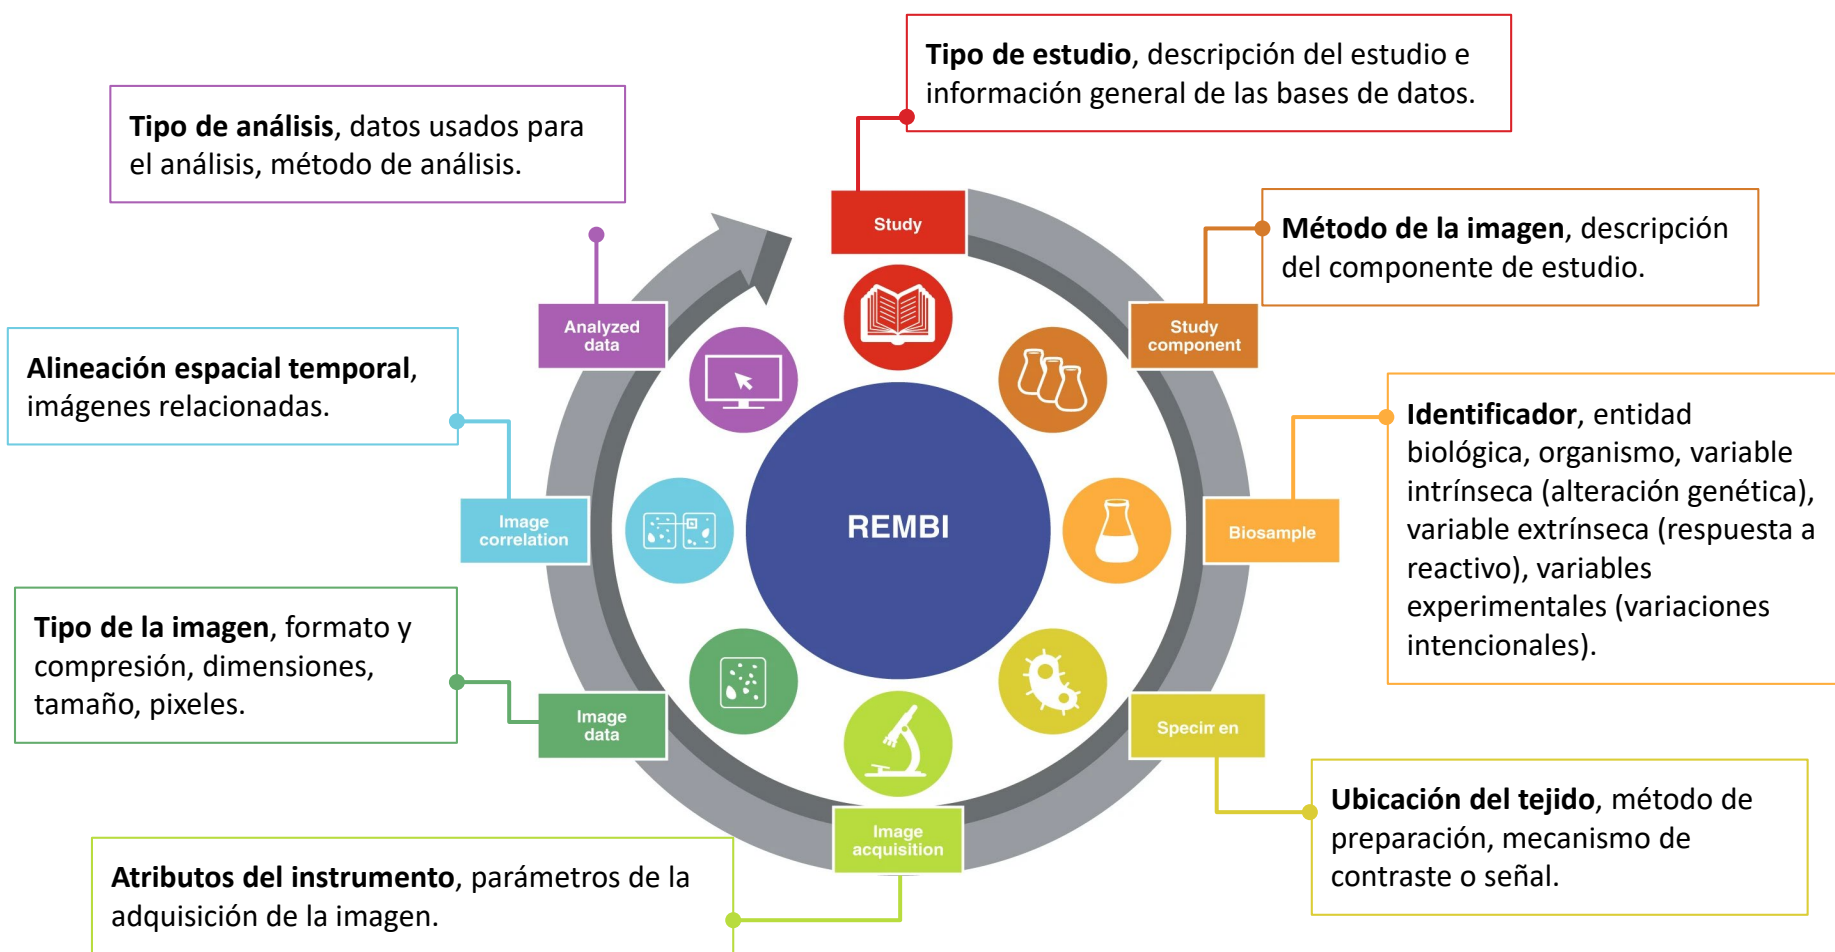 Tipo de estudio, descripción del estudio e
información general de las bases de datos.
Tipo de análisis, datos usados para
el análisis, método de análisis.
Study
Método de la imagen, descripción
del componente de estudio.
Analyzed
data
Study
component
Alineación espacial temporal,
imágenes relacionadas.
Identificador, entidad
biológica, organismo, variable
intrínseca (alteración genética),
variable extrínseca (respuesta a
reactivo), variables
experimentales (variaciones
intencionales).
Image
correlation
REMBI
Biosample
Tipo de la imagen, formato y
compresión, dimensiones,
tamaño, pixeles.
Image
data
Specimen
Ubicación del tejido, método de
preparación, mecanismo de
contraste o señal.
Image
acquisition
Atributos del instrumento, parámetros de la
adquisición de la imagen.